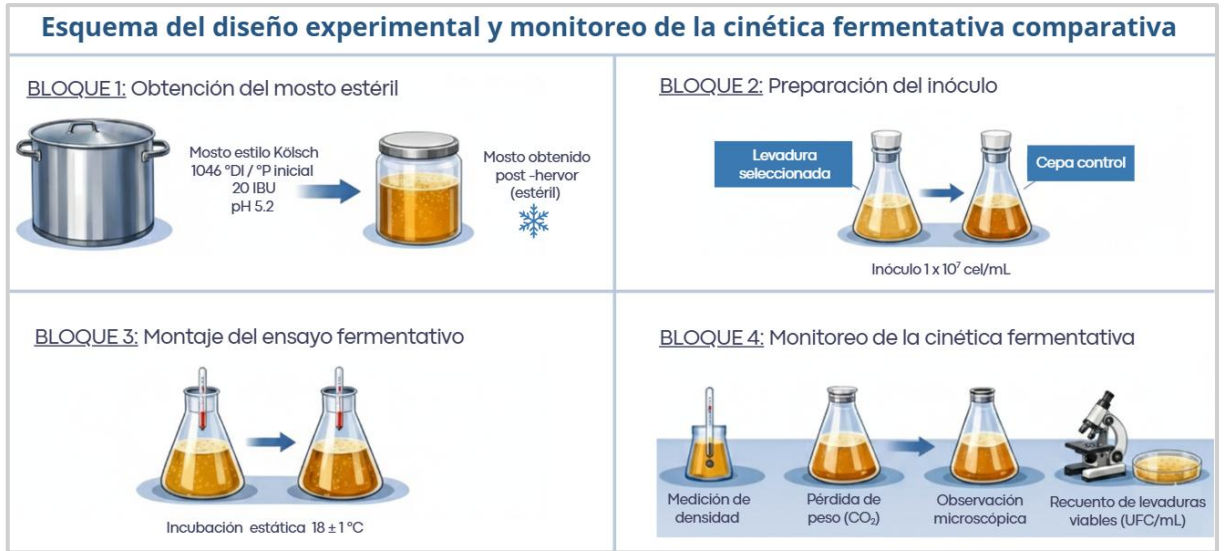 Esquema del diseño experimental y monitoreo de la cinética fermentativa comparativa
BLOQUE 1: Obtención del mosto estéril
Mosto estilo Kölsch
1046 °DI / °P inicial
20 IBU
pH 5.2
Mosto obtenido
post -hervor
(estéril)
BLOQUE 2: Preparación del inóculo
Levadura
seleccionada
Cepa control
Inóculo 1 x 10⁷ cel/mL
BLOQUE 3: Montaje del ensayo fermentativo
Incubación estática 18 ± 1 °C
BLOQUE 4: Monitoreo de la cinética fermentativa
Medición de
densidad
Pérdida de
peso (CO₂)
Observación
microscópica
Recuento de levaduras
viables (UFC/mL)